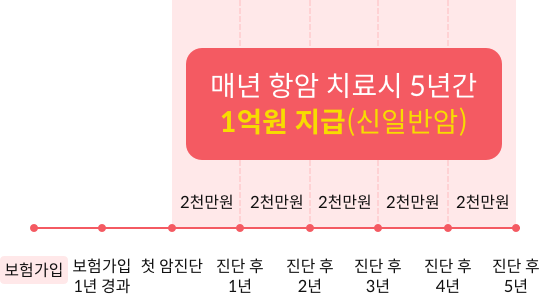 매년 항암 치료시 5년간
1억원 지급(신일반암)
2천만원 2천만원 2천만원 2천만원 2천만원
보험가입
보험가입
1년 경과
첫 암진단
진단 후
1년
진단 후
2년
진단 후
3년
진단 후
4년
진단 후
5년